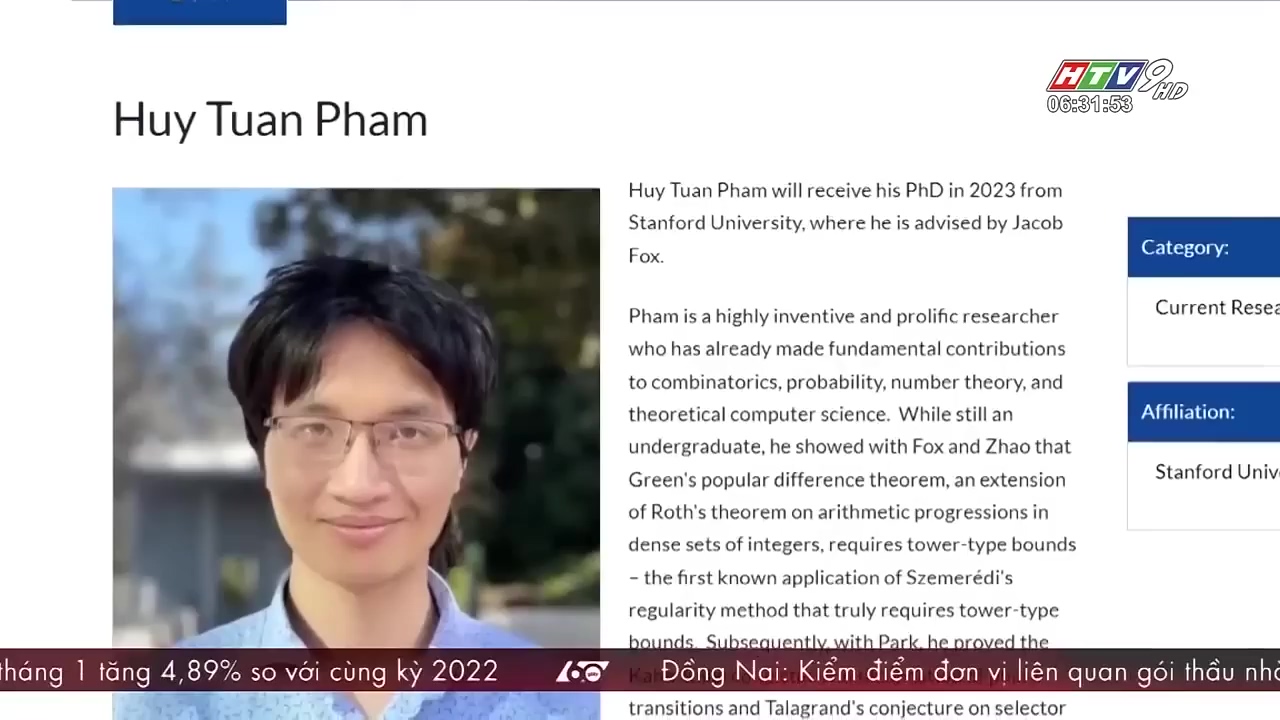 HTV9HD
06:31:53
Huy Tuan Pham
Huy Tuan Pham will receive his PhD in 2023 from
Stanford University, where he is advised by Jacob
Fox.
Pham is a highly inventive and prolific researcher
who has already made fundamental contributions
to combinatorics, probability, number theory, and
theoretical computer science. While still an
undergraduate, he showed with Fox and Zhao that
Green's popular difference theorem, an extension
of Roth's theorem on arithmetic progressions in
dense sets of integers, requires tower-type bounds
– the first known application of Szemerédi's
regularity method that truly requires tower-type
bounds. Subsequently, with Park, he proved the
transitions and Talagrand's conjecture on selector
Category:
Current Resea
Affiliation:
Stanford Unive
tháng 1 tăng 4,89% so với cùng kỳ 2022 60 Đồng Nai: Kiểm điểm đơn vị liên quan gói thầu nhà